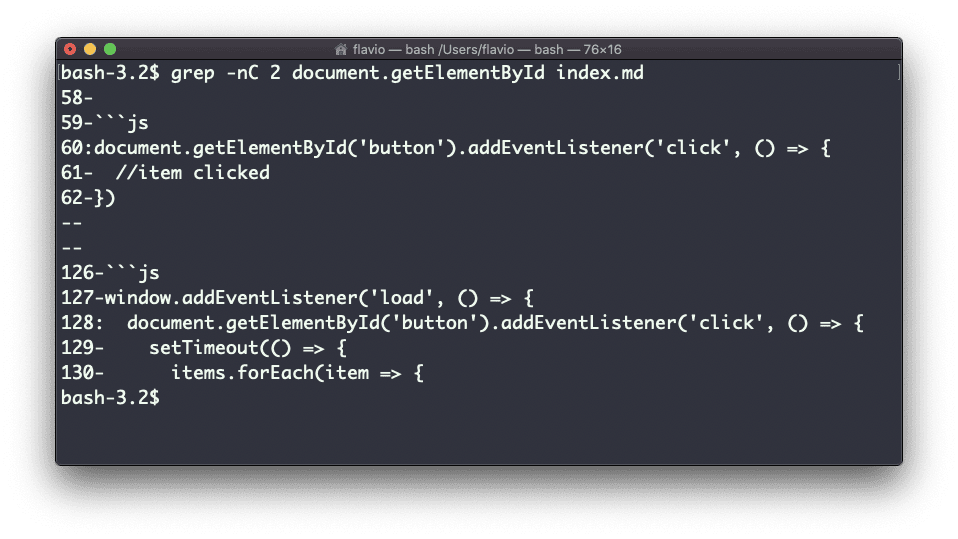 flavio — bash /Users/flavio — bash — 76×16
bash-3.2$ grep -nC 2 document.getElementById index.md
58-
59-```js
60:document.getElementById('button').addEventListener('click', () => {
61-  //item clicked
62-})
--
--
126-```js
127-window.addEventListener('load', () => {
128:  document.getElementById('button').addEventListener('click', () => {
129-    setTimeout(() => {
130-      items.forEach(item => {
bash-3.2$